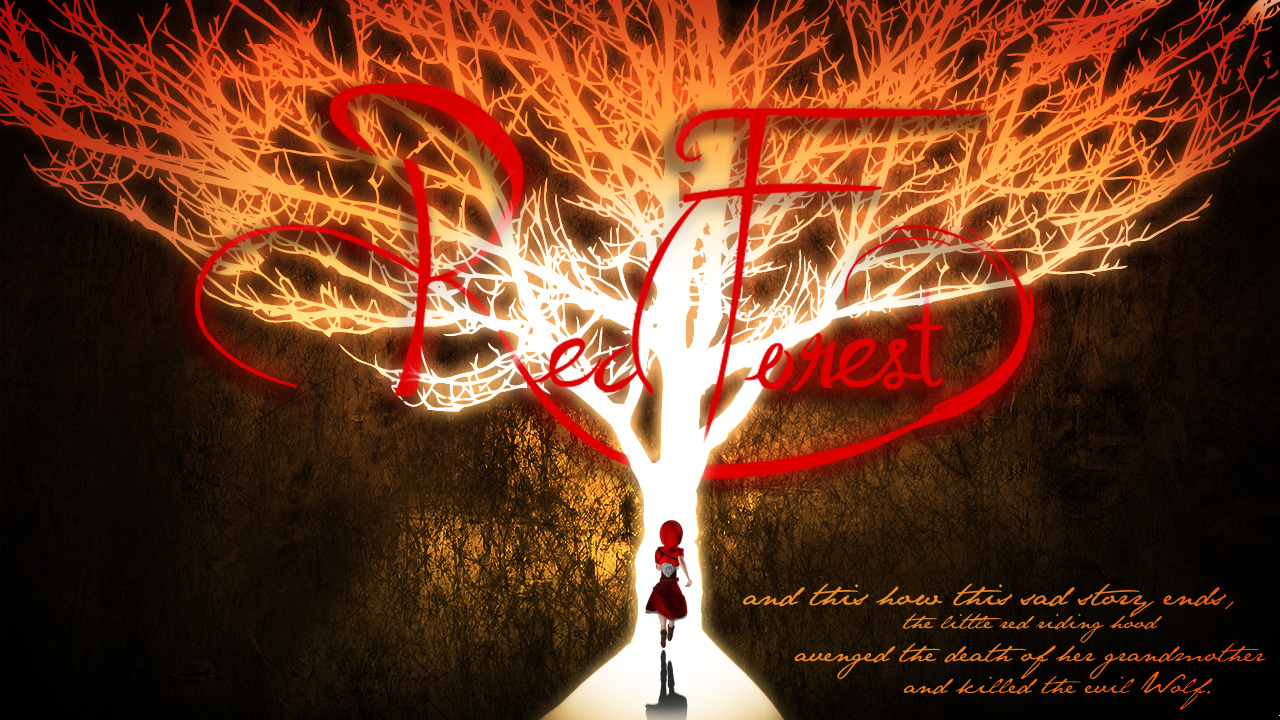 Red Forest
and this how this sad story ends,
the little red riding hood
avenged the death of her grandmother
and killed the evil Wolf.